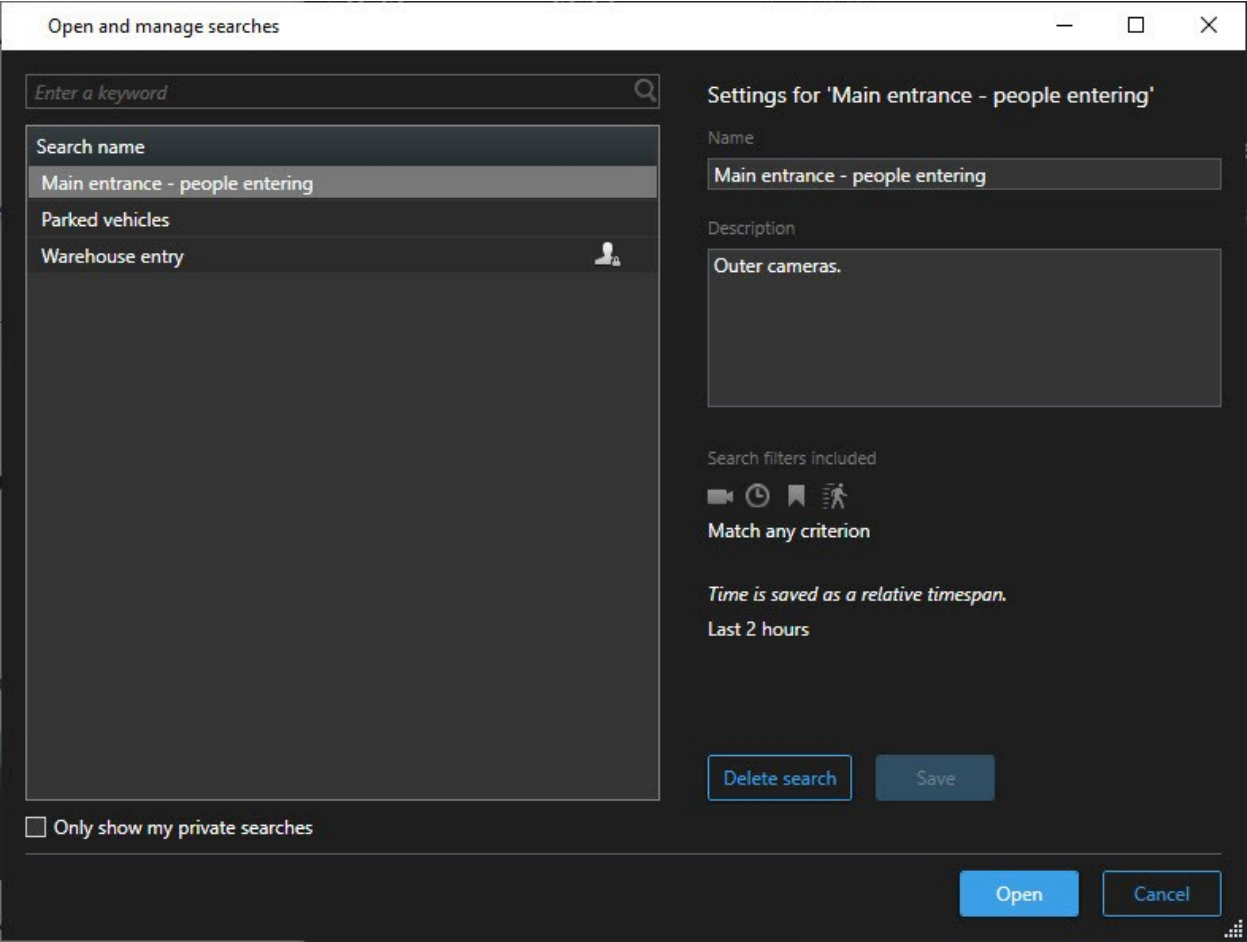 Open and manage searches
Enter a keyword
Search name
Main entrance - people entering
Parked vehicles
Warehouse entry
Only show my private searches
Settings for 'Main entrance - people entering'
Name
Main entrance - people entering
Description
Outer cameras.
Search filters included
Match any criterion
Time is saved as a relative timespan.
Last 2 hours
Delete search
Save
Open
Cancel